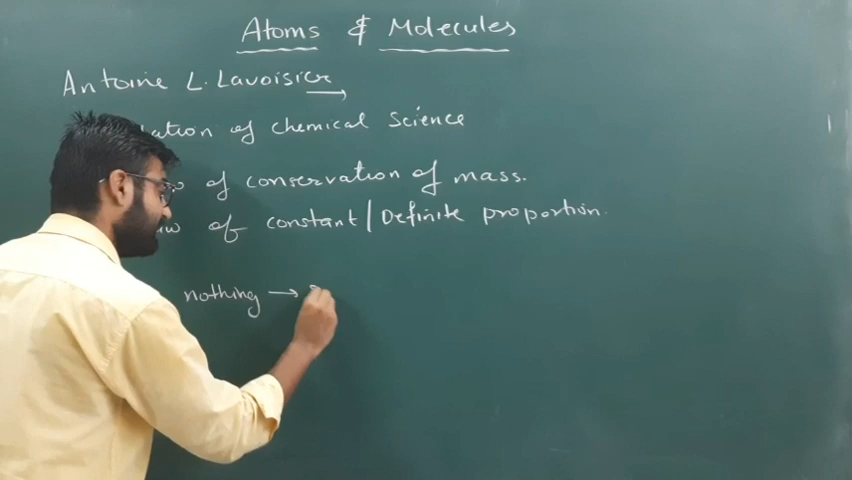 Atoms & Molecules
Antoine L. Lavoisier →
of chemical Science
of conservation of mass.
of constant/Definite proportion.
nothing →